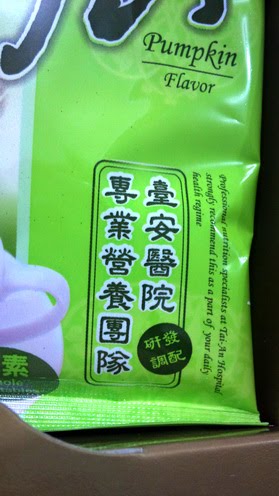 Pumpkin
Flavor
臺安醫院
專業營養團隊
研發
調配
Professional nutrition specialists at Tai-An Hospital
strongly recommend this as a part of your daily
health regime
素